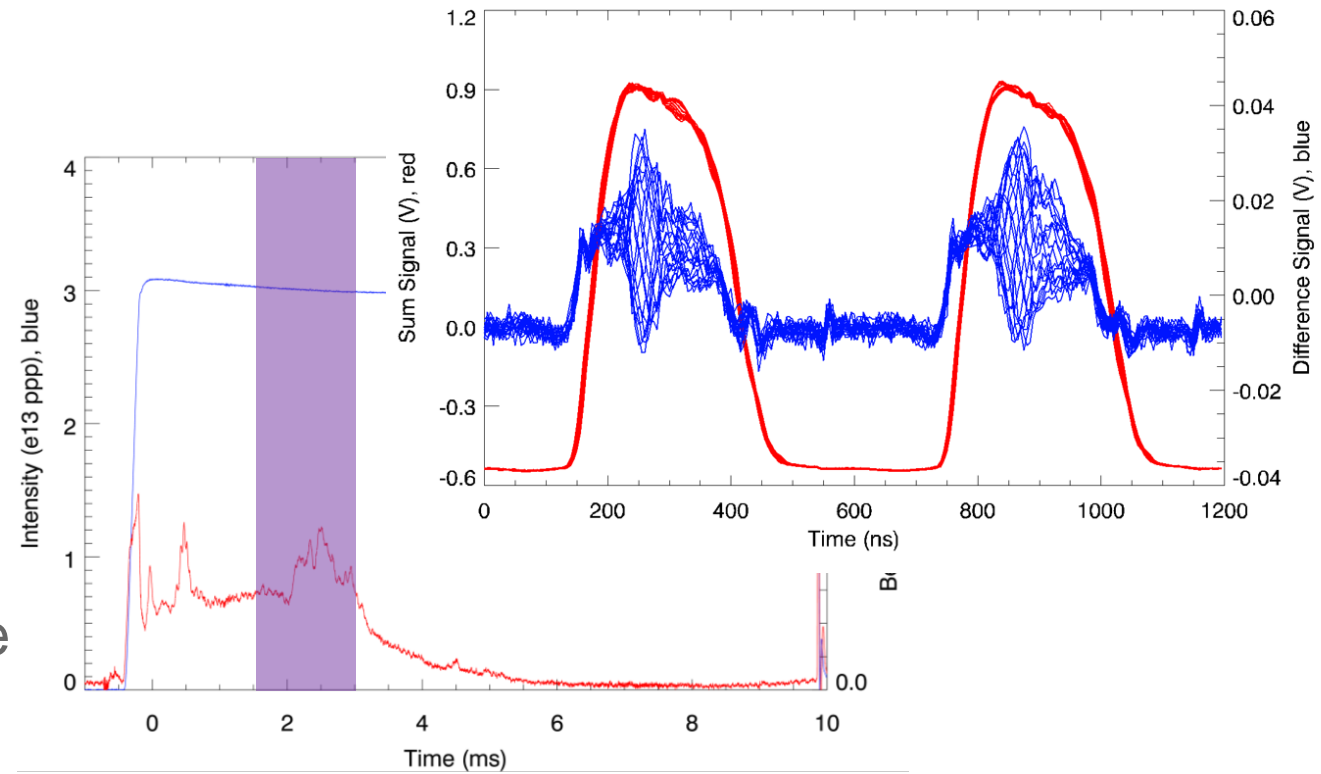 1.2
0.9
0.6
0.3
0.0
-0.3
-0.6
Sum Signal (V), red
0.06
0.04
0.02
0.00
-0.02
-0.04
Difference Signal (V), blue
0 200 400 600 800 1000 1200
Time (ns)
4
3
2
1
0
Intensity (e13 ppp), blue
e
B
0.0
0 2 4 6 8 10
Time (ms)